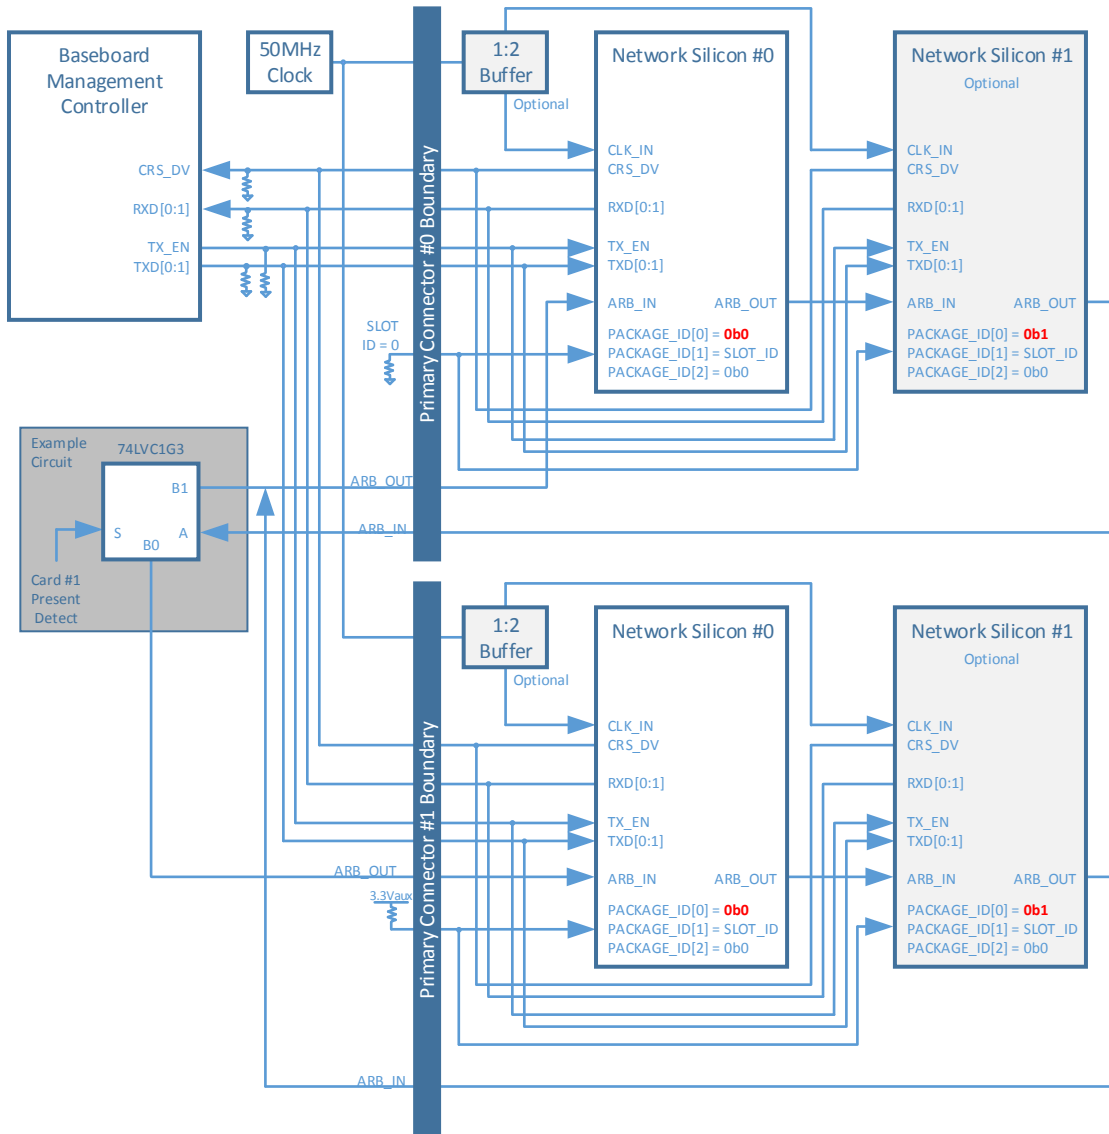 Baseboard
Management
Controller
CRS_DV
RXD[0:1]
TX_EN
TXD[0:1]
50MHz
Clock
Primary Connector #0 Boundary
1:2
Buffer
Optional
Network Silicon #0
CLK_IN
CRS_DV
RXD[0:1]
TX_EN
TXD[0:1]
ARB_IN ARB_OUT
PACKAGE_ID[0] = 0b0
PACKAGE_ID[1] = SLOT_ID
PACKAGE_ID[2] = 0b0
Network Silicon #1
Optional
CLK_IN
CRS_DV
RXD[0:1]
TX_EN
TXD[0:1]
ARB_IN ARB_OUT
PACKAGE_ID[0] = 0b1
PACKAGE_ID[1] = SLOT_ID
PACKAGE_ID[2] = 0b0
SLOT
ID = 0
Example
Circuit
74LVC1G3
B1
S A
B0
Card #1
Present
Detect
ARB_OUT
ARB_IN
Primary Connector #1 Boundary
1:2
Buffer
Optional
Network Silicon #0
CLK_IN
CRS_DV
RXD[0:1]
TX_EN
TXD[0:1]
ARB_IN ARB_OUT
PACKAGE_ID[0] = 0b0
PACKAGE_ID[1] = SLOT_ID
PACKAGE_ID[2] = 0b0
Network Silicon #1
Optional
CLK_IN
CRS_DV
RXD[0:1]
TX_EN
TXD[0:1]
ARB_IN ARB_OUT
PACKAGE_ID[0] = 0b1
PACKAGE_ID[1] = SLOT_ID
PACKAGE_ID[2] = 0b0
ARB_OUT
3.3Vaux
ARB_IN